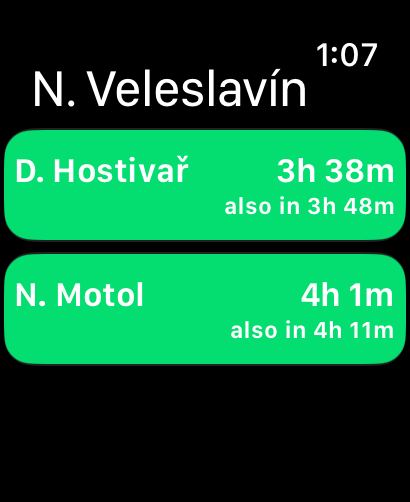 1:07
N. Veleslavín
D. Hostivař 3h 38m
also in 3h 48m
N. Motol 4h 1m
also in 4h 11m